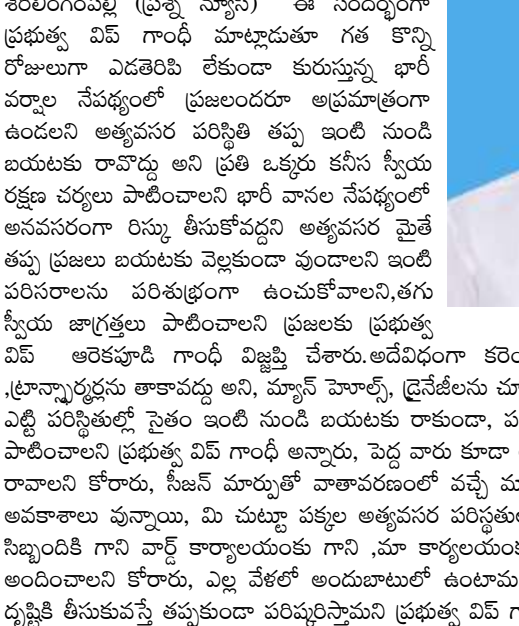 శేరిలింగంపల్లి (ప్రశ్న న్యూస్) ఈ సందర్భంగా
ప్రభుత్వ విప్ గాంధీ మాట్లాడుతూ గత కొన్ని
రోజులుగా ఎడతెరిపి లేకుండా కురుస్తున్న భారీ
వర్షాల నేపథ్యంలో ప్రజలందరూ అప్రమాత్రంగా
ఉండలని అత్యవసర పరిస్థితి తప్ప ఇంటి నుండి
బయటకు రావొద్దు అని ప్రతి ఒక్కరు కనీస స్వీయ
రక్షణ చర్యలు పాటించాలని భారీ వానల నేపథ్యంలో
అనవసరంగా రిస్కు తీసుకోవద్దని అత్యవసర మైతే
తప్ప ప్రజలు బయటకు వెల్లకుండా వుండాలని ఇంటి
పరిసరాలను పరిశుభ్రంగా ఉంచుకోవాలని,తగు
స్వీయ జాగ్రత్తలు పాటించాలని ప్రజలకు ప్రభుత్వ
విప్ ఆరెకపూడి గాంధీ విజ్ఞప్తి చేశారు.అదేవిధంగా
,ట్రాన్స్ఫార్మర్లను తాకావద్దు అని, మ్యాన్ హెూల్స్, డ్రైనేజీలను
ఎట్టి పరిస్థితుల్లో సైతం ఇంటి నుండి బయటకు రాకుండా,
పాటించాలని ప్రభుత్వ విప్ గాంధీ అన్నారు, పెద్ద వారు కూడా
రావాలని కోరారు, సీజన్ మార్పుతో వాతావరణంలో వచ్చే
అవకాశాలు వున్నాయి, మి చుట్టూ పక్కల అత్యవసర
సిబ్బందికి గాని వార్డ్ కార్యాలయంకు గాని ,మా
అందించాలని కోరారు, ఎల్ల వేళలో అందుబాటులో
దృష్టికి తీసుకువస్తే తప్పకుండా పరిష్కరిస్తామని ప్రభుత్వ విప్